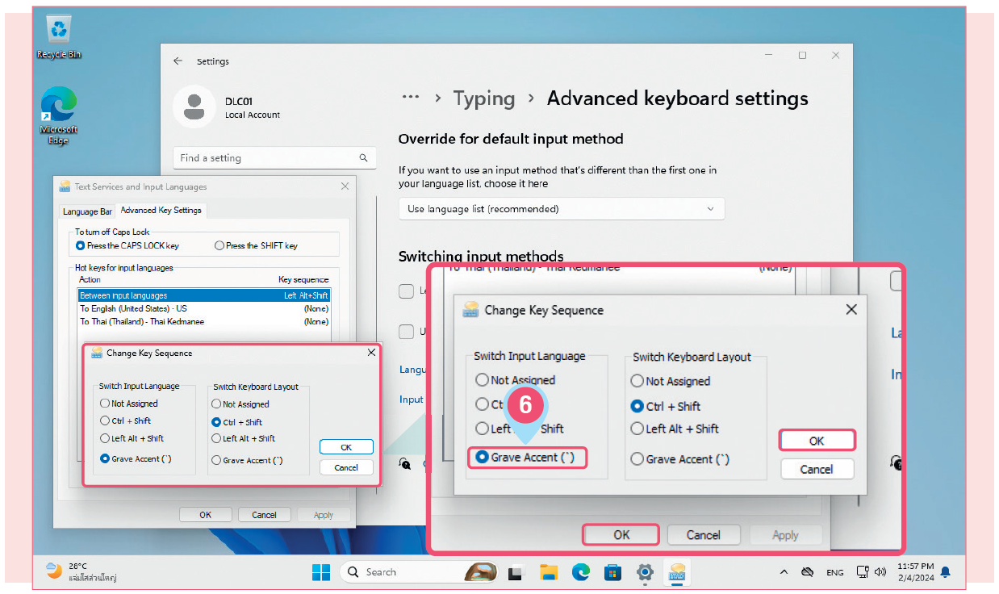 Recycle Bin
Microsoft
Edge
Settings
DLC01
Local Account
Find a setting
Typing > Advanced keyboard settings
Override for default input method
If you want to use an input method that's different than the first one in
your language list, choose it here
Use language list (recommended)
Switching input methods
Langu
Input
Text Services and Input Languages
Language Bar
Advanced Key Settings
To turn off Caps Lock
Press the CAPS LOCK key
Press the SHIFT key
Hot keys for input languages
Action
Key sequence
Between input languages
Left Alt+Shift
To English (United States) - US
(None)
To Thai (Thailand) - Thai Kedmanee
(None)
Change Key Sequence
Switch Input Language
Not Assigned
Ctrl + Shift
Left Alt + Shift
Grave Accent (`)
Switch Keyboard Layout
Not Assigned
Ctrl + Shift
Left Alt + Shift
Grave Accent (`)
OK
Cancel
OK
Cancel
Apply
To Thai (Thailand) - Thai Kedmanee
(None)
Change Key Sequence
Switch Input Language
Not Assigned
Ct
6
Left
Shift
Grave Accent (`)
Switch Keyboard Layout
Not Assigned
Ctrl + Shift
Left Alt + Shift
Grave Accent (`)
OK
Cancel
OK
Cancel
Apply
La
In
28°C
แจ่มใสส่วนใหญ่
Search
ENG
11:57 PM
2/4/2024